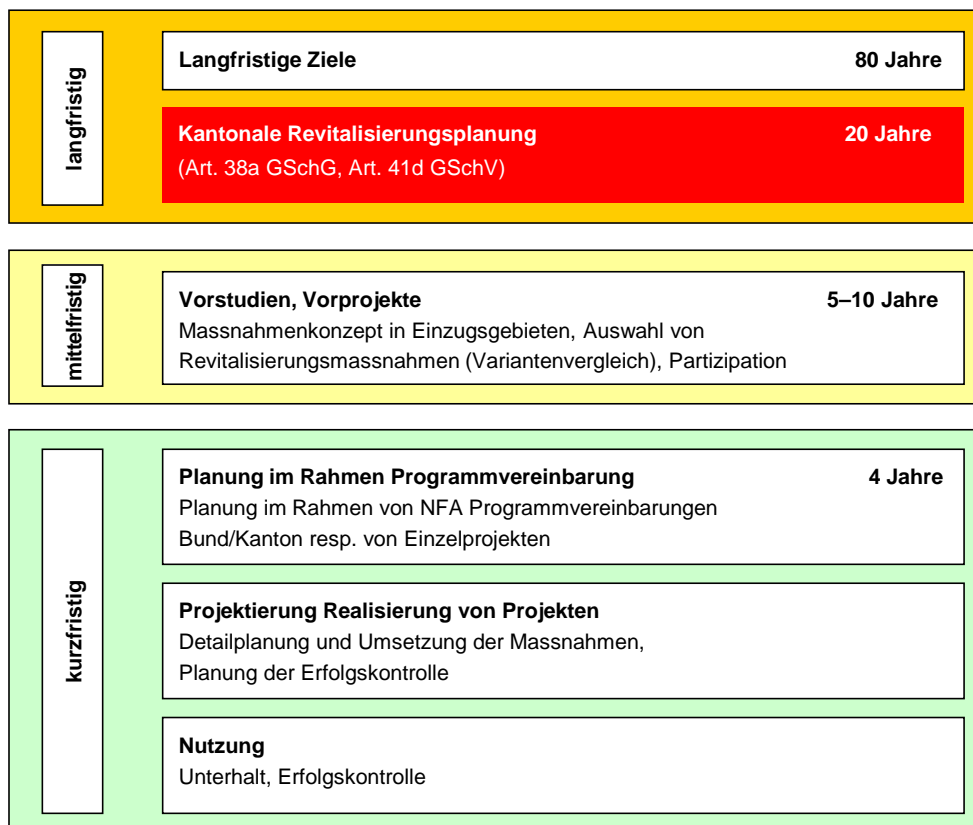 langfristig
Langfristige Ziele 80 Jahre
Kantonale Revitalisierungsplanung 20 Jahre
(Art. 38a GSchG, Art. 41d GSchV)
mittelfristig
Vorstudien, Vorprojekte 5–10 Jahre
Massnahmenkonzept in Einzugsgebieten, Auswahl von
Revitalisierungsmassnahmen (Variantenvergleich), Partizipation
kurzfristig
Planung im Rahmen Programmvereinbarung 4 Jahre
Planung im Rahmen von NFA Programmvereinbarungen
Bund/Kanton resp. von Einzelprojekten
Projektierung Realisierung von Projekten
Detailplanung und Umsetzung der Massnahmen,
Planung der Erfolgskontrolle
Nutzung
Unterhalt, Erfolgskontrolle